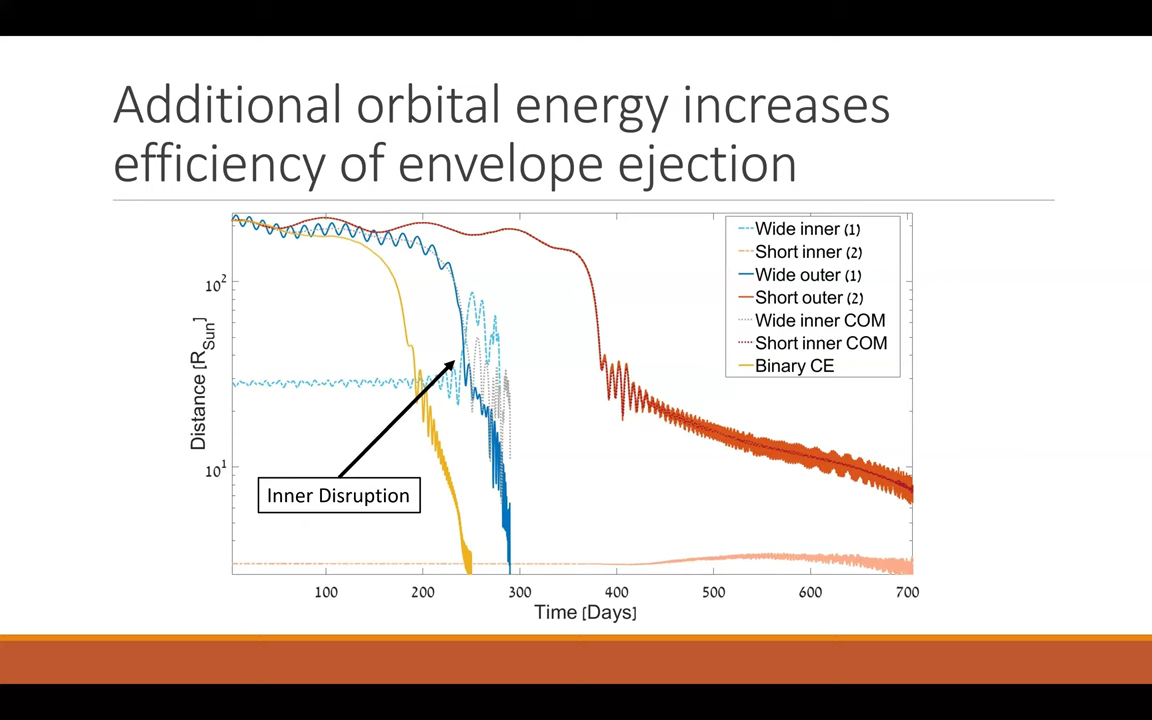 Additional orbital energy increases
efficiency of envelope ejection
Wide inner (1)
Short inner (2)
Wide outer (1)
Short outer (2)
Wide inner COM
Short inner COM
Binary CE
Distance [R_Sun]
10²
10¹
Inner Disruption
100 200 300 400 500 600 700
Time [Days]